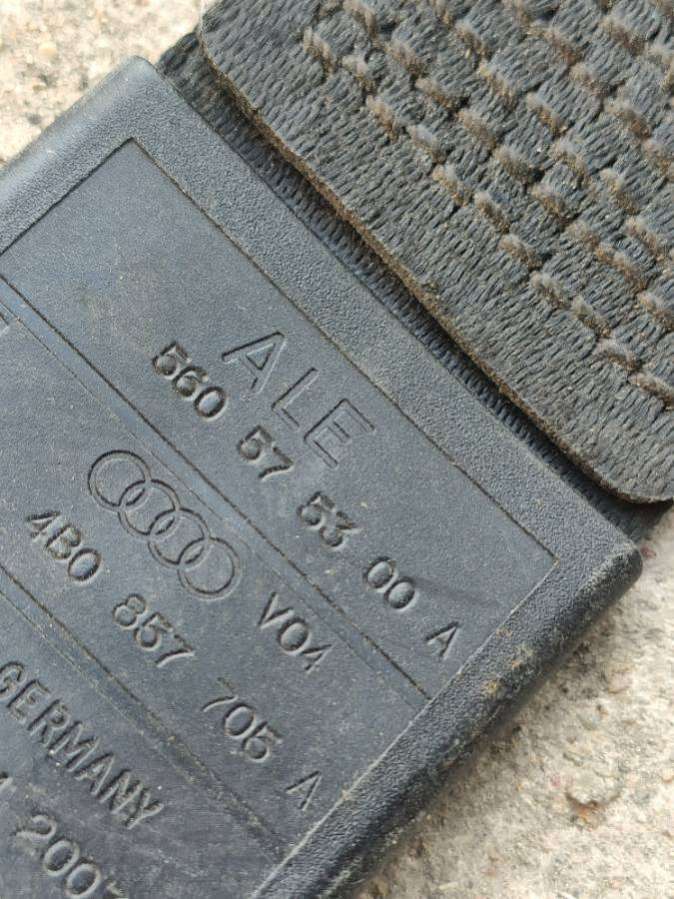 ALE
560 57 53 00 A
V04
4B0 857 705 A
GERMANY